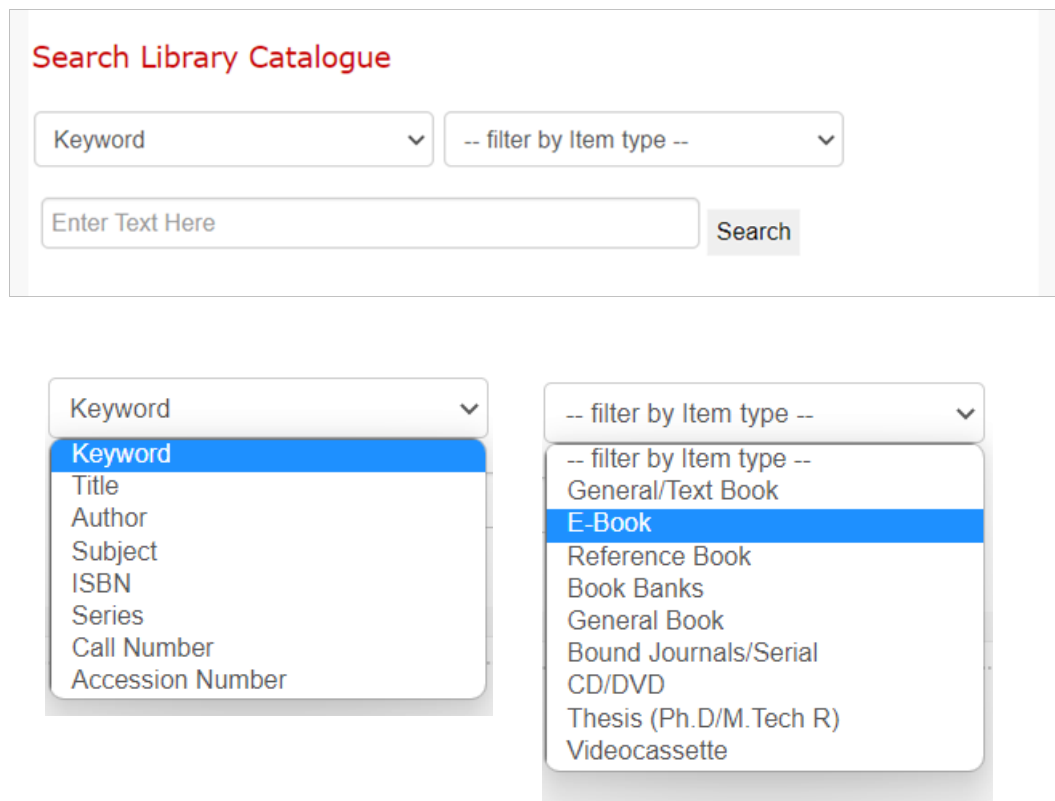 Search Library Catalogue
Keyword -- filter by Item type --
Enter Text Here Search
Keyword
Keyword
Title
Author
Subject
ISBN
Series
Call Number
Accession Number
-- filter by Item type --
-- filter by Item type --
General/Text Book
E-Book
Reference Book
Book Banks
General Book
Bound Journals/Serial
CD/DVD
Thesis (Ph.D/M.Tech R)
Videocassette